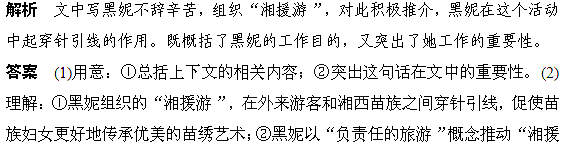 解析 文中写黑妮不辞辛苦，组织“湘援游”，对此积极推介，黑妮在这个活动
中起穿针引线的作用。既概括了黑妮的工作目的，又突出了她工作的重要性。
答案 (1)用意：①总括上下文的相关内容；②突出这句话在文中的重要性。(2)
理解：①黑妮组织的“湘援游”，在外来游客和湘西苗族之间穿针引线，促使苗
族妇女更好地传承优美的苗绣艺术；②黑妮以“负责任的旅游”概念推动“湘援